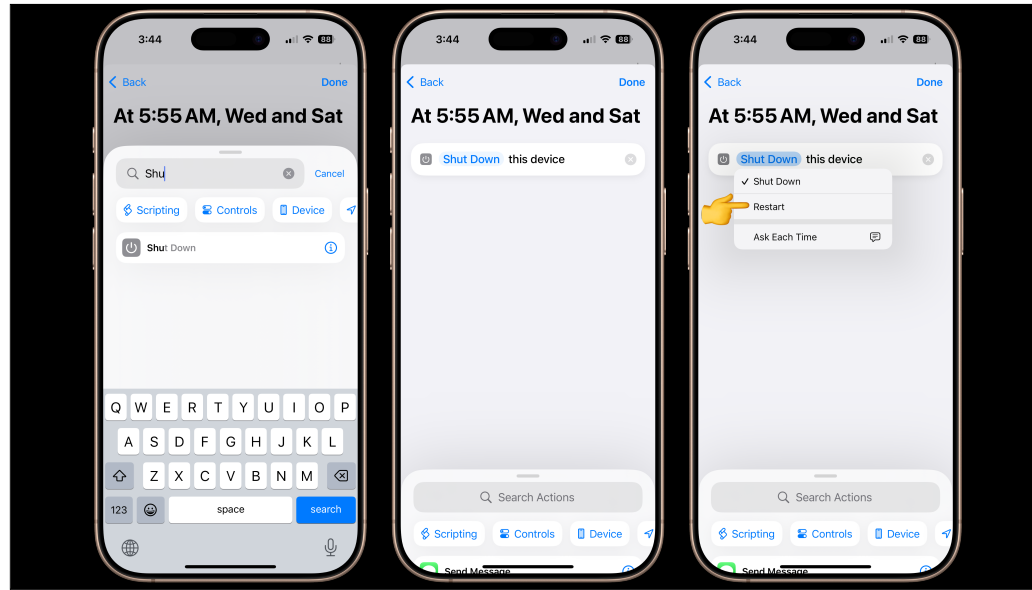 3:44
88
Back
Done
At 5:55 AM, Wed and Sat
Shu
Cancel
Scripting
Controls
Device
Shut Down
Q W E R T Y U I O P
A S D F G H J K L
Z X C V B N M
123
space
search
3:44
88
Back
Done
At 5:55 AM, Wed and Sat
Shut Down this device
Search Actions
Scripting
Controls
Device
Send Message
3:44
88
Back
Done
At 5:55 AM, Wed and Sat
Shut Down this device
Shut Down
Restart
Ask Each Time
Search Actions
Scripting
Controls
Device
Send Message